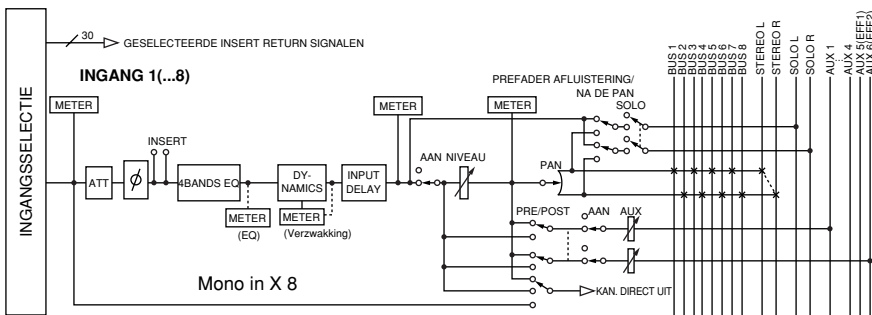 INGANGSSELECTIE
30
GESELECTEERDE INSERT RETURN SIGNALEN
INGANG 1(...8)
METER
INSERT
ATT
φ
4BANDS EQ
METER
(EQ)
DY-
NAMICS
METER
(Verzwakking)
INPUT
DELAY
METER
AAN NIVEAU
METER
PREFADER AFLUISTERING/
NA DE PAN
SOLO
PAN
PRE/POST
AAN
AUX
KAN. DIRECT UIT
Mono in X 8
BUS 1
BUS 2
BUS 3
BUS 4
BUS 5
BUS 6
BUS 7
BUS 8
STEREO L
STEREO R
SOLO L
SOLO R
AUX 1
...
AUX 4
AUX 5(EFF1)
AUX 6(EFF2)